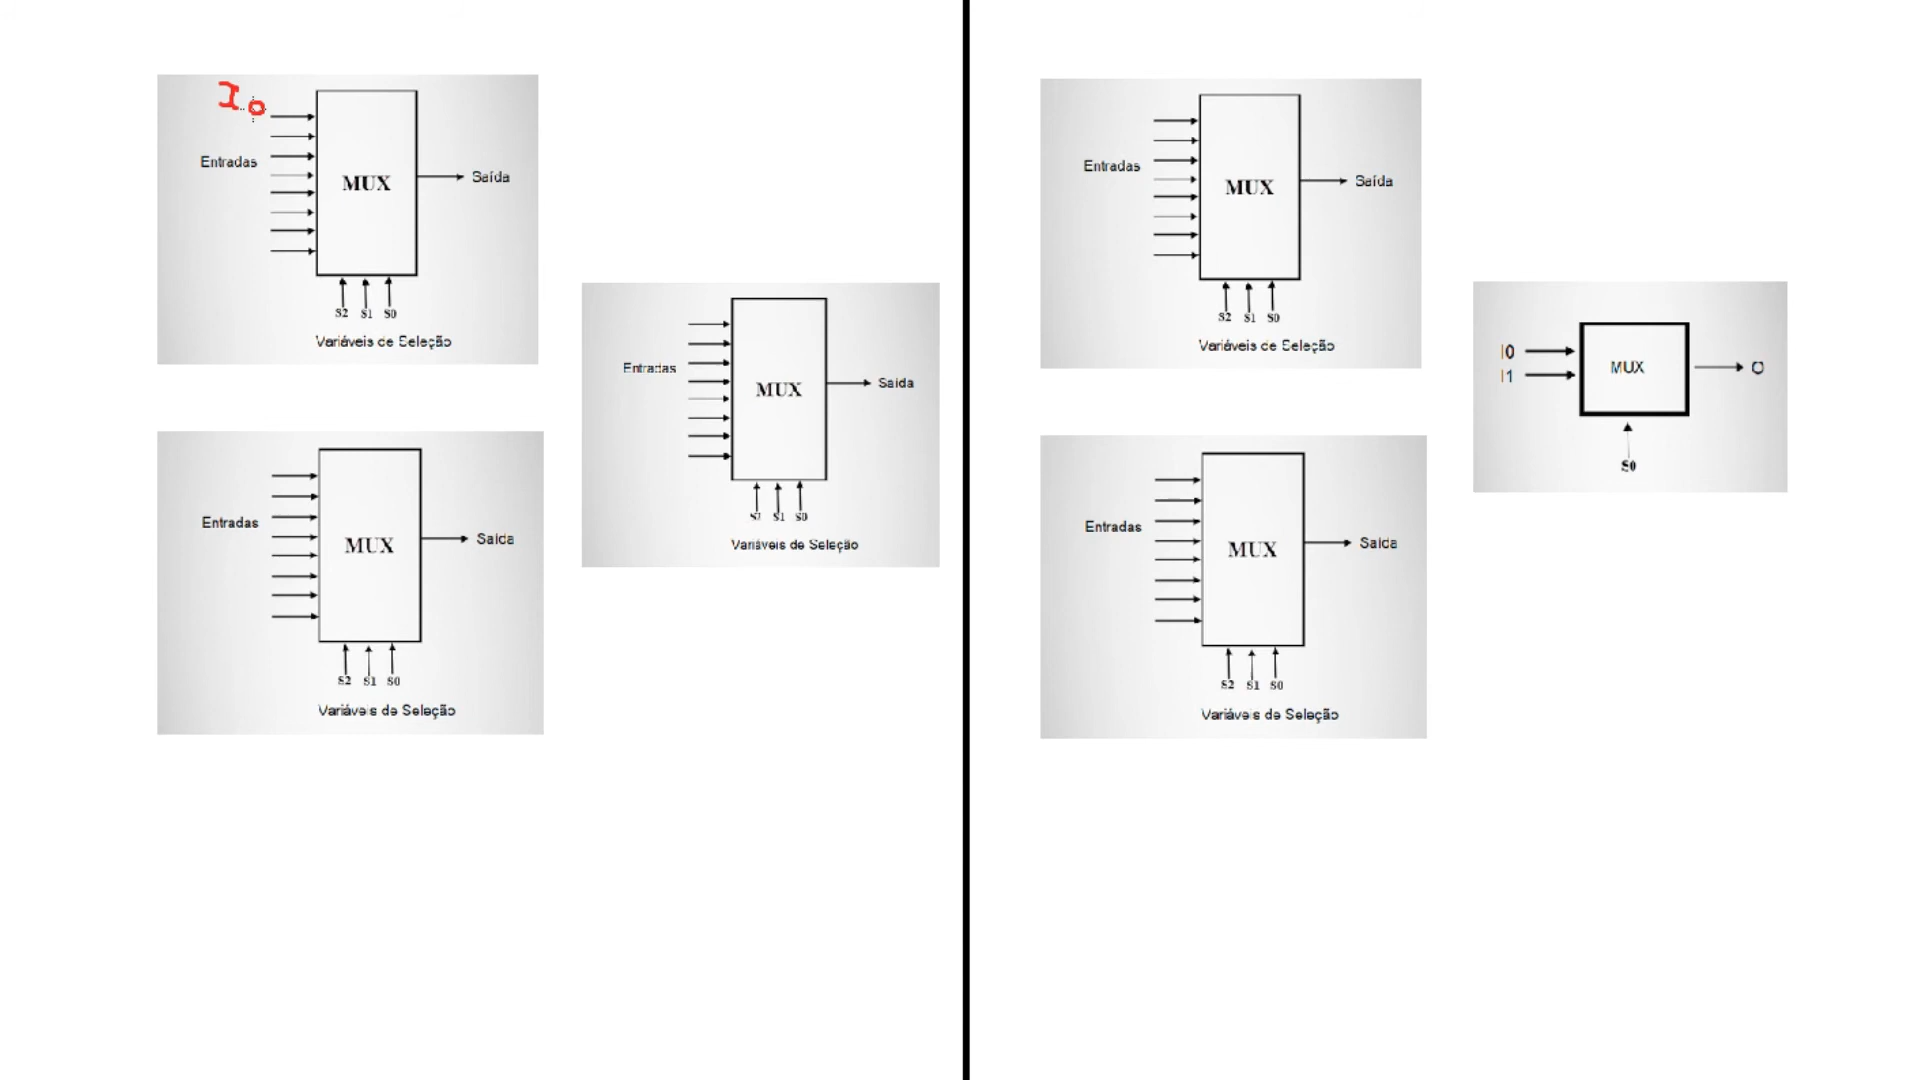 I0
Entradas
MUX
Saída
S2 S1 S0
Variáveis de Seleção
Entradas
MUX
Saída
S2 S1 S0
Variáveis de Seleção
Entradas
MUX
Saída
S2 S1 S0
Variáveis de Seleção
Entradas
MUX
Saída
S2 S1 S0
Variáveis de Seleção
I0
I1
MUX
O
S0
Entradas
MUX
Saída
S2 S1 S0
Variáveis de Seleção